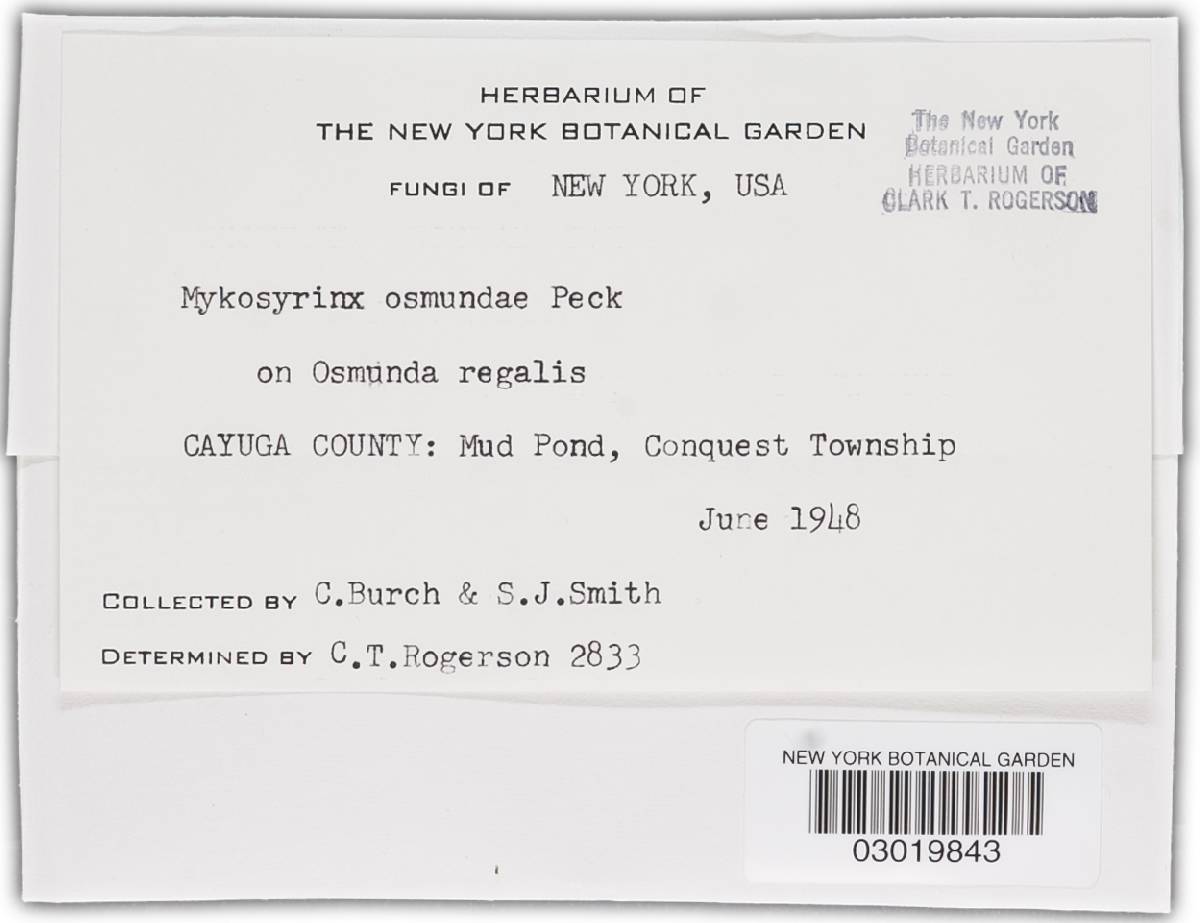 HERBARIUM OF
THE NEW YORK BOTANICAL GARDEN
FUNGI OF NEW YORK, USA
The New York
Botanical Garden
HERBARIUM OF
CLARK T. ROGERSON
Mykosyrinx osmundae Peck
on Osmunda regalis
CAYUGA COUNTY: Mud Pond, Conquest Township
June 1948
COLLECTED BY C.Burch & S.J.Smith
DETERMINED BY C.T.Rogerson 2833
NEW YORK BOTANICAL GARDEN
03019843